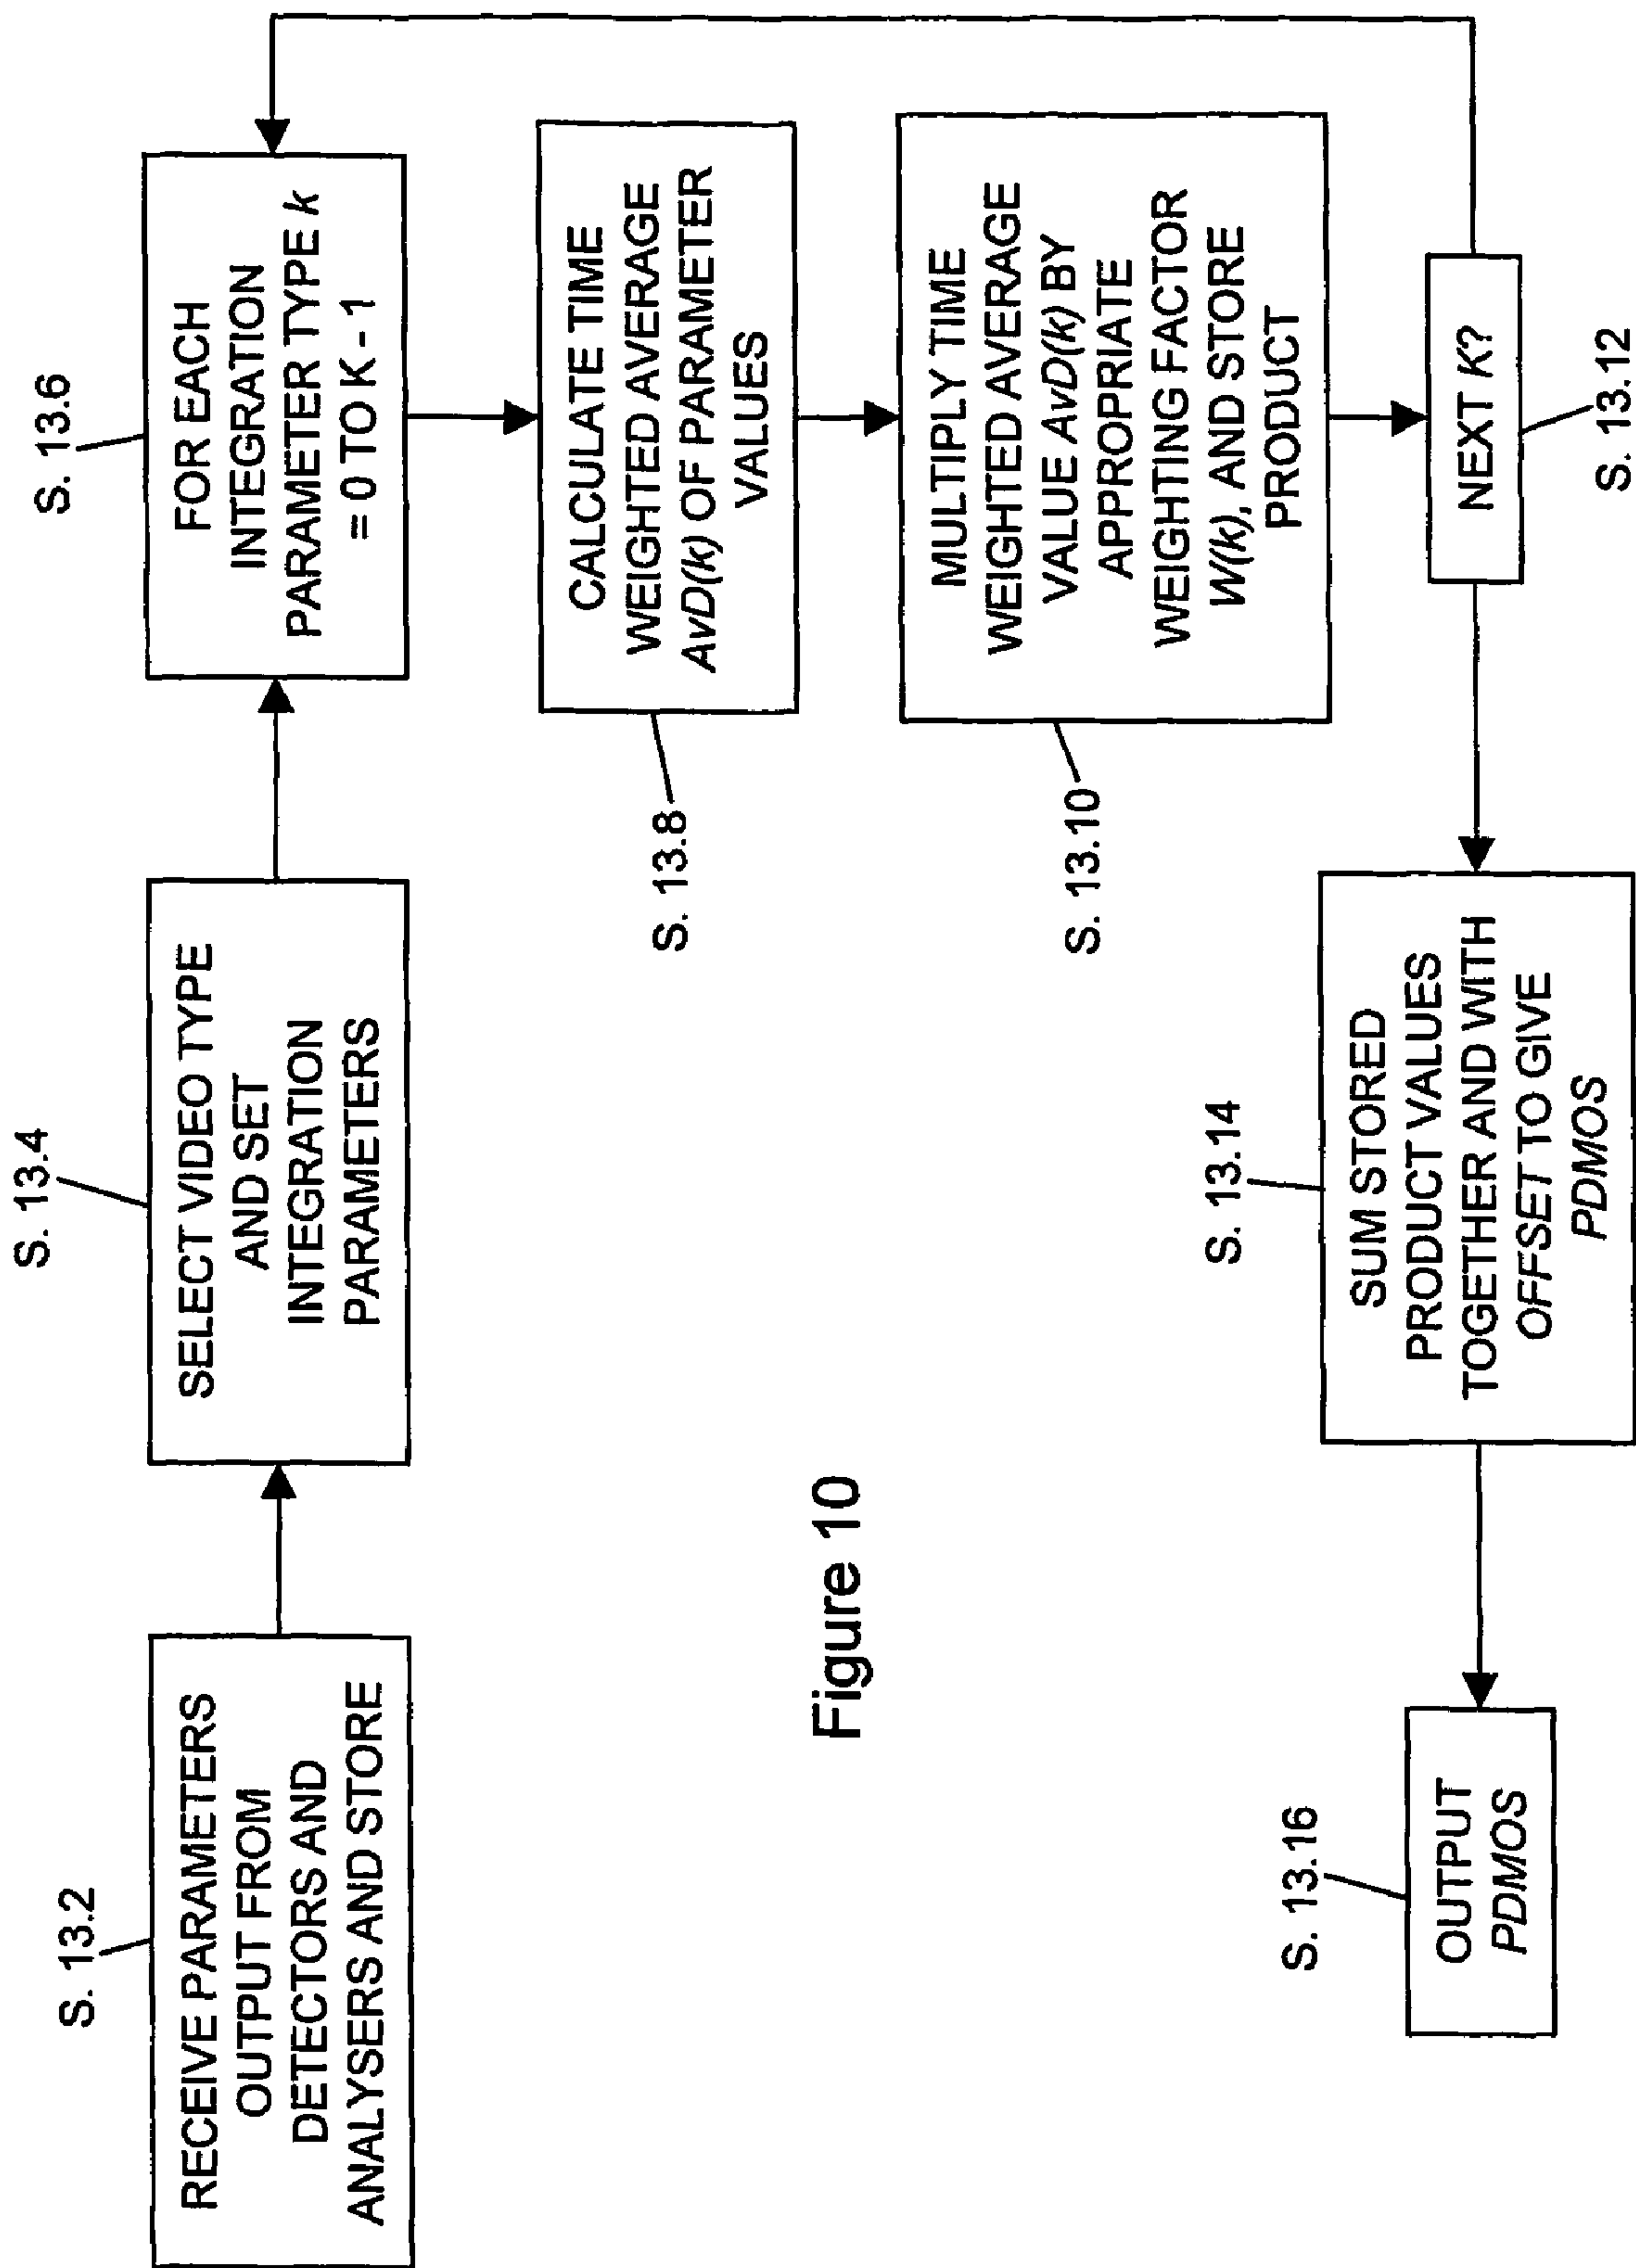 S. 13.2
RECEIVE PARAMETERS
OUTPUT FROM
DETECTORS AND
ANALYSERS AND STORE
S. 13.4
SELECT VIDEO TYPE
AND SET
INTEGRATION
PARAMETERS
S. 13.6
FOR EACH
INTEGRATION
PARAMETER TYPE k
= 0 TO K - 1
S. 13.8
CALCULATE TIME
WEIGHTED AVERAGE
AvD(k) OF PARAMETER
VALUES
S. 13.10
MULTIPLY TIME
WEIGHTED AVERAGE
VALUE AvD(k) BY
APPROPRIATE
WEIGHTING FACTOR
W(k), AND STORE
PRODUCT
NEXT K?
S. 13.12
S. 13.14
SUM STORED
PRODUCT VALUES
TOGETHER AND WITH
OFFSET TO GIVE
PDMOS
S. 13.16
OUTPUT
PDMOS
Figure 10